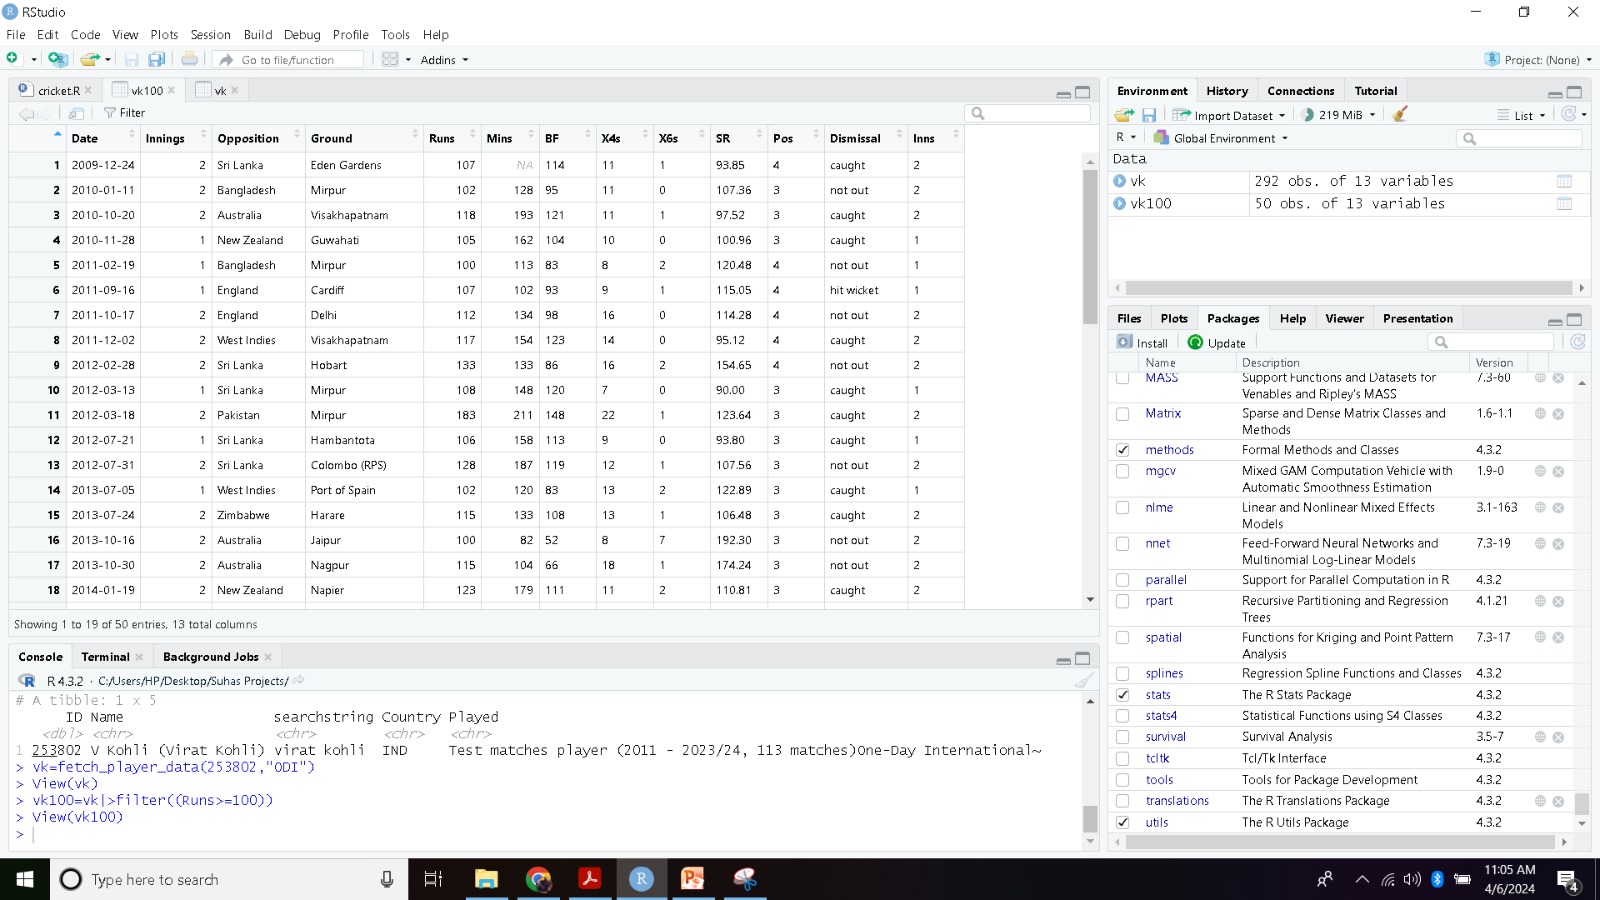 RStudio
File Edit Code View Plots Session Build Debug Profile Tools Help
Go to file/function Addins Project: (None)
cricket.R vk100 vk
Filter
Date Innings Opposition Ground Runs Mins BF X4s X6s SR Pos Dismissal Inns
1 2009-12-24 2 Sri Lanka Eden Gardens 107 NA 114 11 1 93.85 4 caught 2
2 2010-01-11 2 Bangladesh Mirpur 102 128 95 11 0 107.36 3 not out 2
3 2010-10-20 2 Australia Visakhapatnam 118 193 121 11 1 97.52 3 caught 2
4 2010-11-28 1 New Zealand Guwahati 105 162 104 10 0 100.96 3 caught 1
5 2011-02-19 1 Bangladesh Mirpur 100 113 83 8 2 120.48 4 not out 1
6 2011-09-16 1 England Cardiff 107 102 93 9 1 115.05 4 hit wicket 1
7 2011-10-17 2 England Delhi 112 134 98 16 0 114.28 4 not out 2
8 2011-12-02 2 West Indies Visakhapatnam 117 154 123 14 0 95.12 4 caught 2
9 2012-02-28 2 Sri Lanka Hobart 133 133 86 16 2 154.65 4 not out 2
10 2012-03-13 1 Sri Lanka Mirpur 108 148 120 7 0 90.00 3 caught 1
11 2012-03-18 2 Pakistan Mirpur 183 211 148 22 1 123.64 3 caught 2
12 2012-07-21 1 Sri Lanka Hambantota 106 158 113 9 0 93.80 3 caught 1
13 2012-07-31 2 Sri Lanka Colombo (RPS) 128 187 119 12 1 107.56 3 not out 2
14 2013-07-05 1 West Indies Port of Spain 102 120 83 13 2 122.89 3 caught 1
15 2013-07-24 2 Zimbabwe Harare 115 133 108 13 1 106.48 3 caught 2
16 2013-10-16 2 Australia Jaipur 100 82 52 8 7 192.30 3 not out 2
17 2013-10-30 2 Australia Nagpur 115 104 66 18 1 174.24 3 not out 2
18 2014-01-19 2 New Zealand Napier 123 179 111 11 2 110.81 3 caught 2
Showing 1 to 19 of 50 entries, 13 total columns
Console Terminal Background Jobs
R 4.3.2 · C:/Users/HP/Desktop/Suhas Projects/
# A tibble: 1 x 5
ID Name searchstring Country Played
<dbl> <chr> <chr> <chr> <chr>
1 253802 V Kohli (Virat Kohli) virat kohli IND Test matches player (2011 - 2023/24, 113 matches)One-Day International~
> vk=fetch_player_data(253802,"ODI")
> View(vk)
> vk100=vk|>filter((Runs>=100))
> View(vk100)
>
Environment History Connections Tutorial
Import Dataset 219 MiB List
R Global Environment
Data
vk 292 obs. of 13 variables
vk100 50 obs. of 13 variables
Files Plots Packages Help Viewer Presentation
Install Update
Name Description Version
MASS Support Functions and Datasets for Venables and Ripley's MASS 7.3-60
Matrix Sparse and Dense Matrix Classes and Methods 1.6-1.1
methods Formal Methods and Classes 4.3.2
mgcv Mixed GAM Computation Vehicle with Automatic Smoothness Estimation 1.9-0
nlme Linear and Nonlinear Mixed Effects Models 3.1-163
nnet Feed-Forward Neural Networks and Multinomial Log-Linear Models 7.3-19
parallel Support for Parallel Computation in R 4.3.2
rpart Recursive Partitioning and Regression Trees 4.1.21
spatial Functions for Kriging and Point Pattern Analysis 7.3-17
splines Regression Spline Functions and Classes 4.3.2
stats The R Stats Package 4.3.2
stats4 Statistical Functions using S4 Classes 4.3.2
survival Survival Analysis 3.5-7
tcltk Tcl/Tk Interface 4.3.2
tools Tools for Package Development 4.3.2
translations The R Translations Package 4.3.2
utils The R Utils Package 4.3.2
Type here to search
11:05 AM
4/6/2024
4